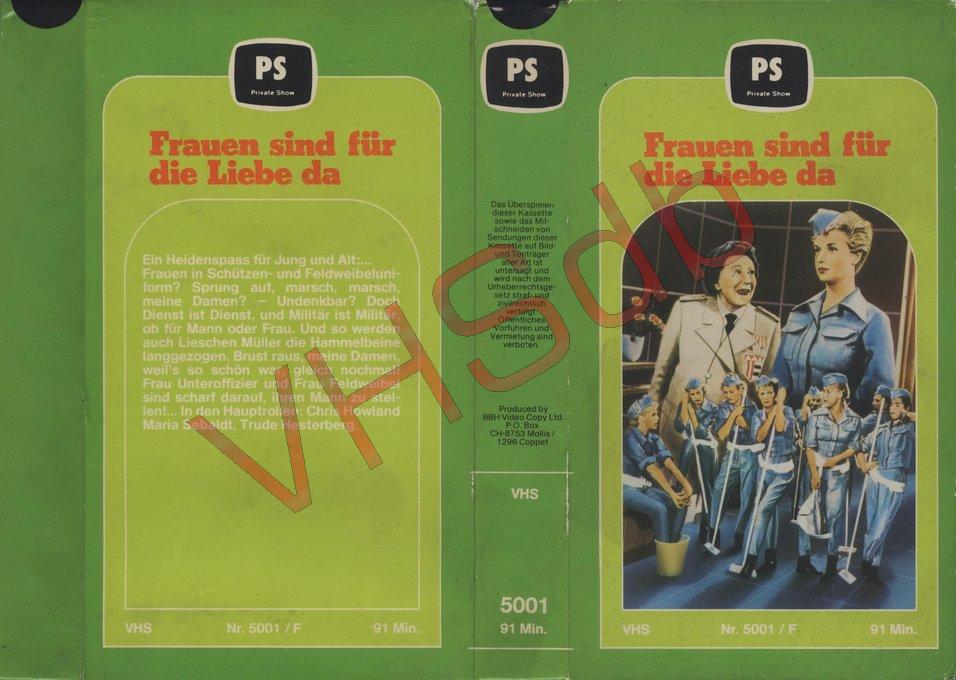 PS
Private Show
Frauen sind für
die Liebe da
Ein Heidenspass für Jung und Alt:...
Frauen in Schützen- und Feldwebeluni-
form? Sprung auf, marsch, marsch,
meine Damen? – Undenkbar? Doch
Dienst ist Dienst, und Militär ist Militär,
ob für Mann oder Frau. Und so werden
auch Lieschen Müller die Hammelbeine
langgezogen. Brust raus, meine Damen,
weil's so schön war, gleich nochmal!
Frau Unteroffizier und Frau Feldweibel
sind scharf darauf, ihren Mann zu stel-
len!... In den Hauptrollen Chris Howland
Maria Sebaldt, Trude Hesterberg.
VHS Nr. 5001 / F 91 Min.
PS
Private Show
Das Überspielen
dieser Kassette
sowie das Mit-
schneiden von
Sendungen dieser
Kassette auf Bild-
und Tonträger
aller Art ist
untersagt und
wird nach dem
Urheberrechtsge-
setz straf- und
zivilrechtlich
verfolgt.
Öffentliches
Vorführen und
Vermietung sind
verboten.
Produced by
BBH Video Copy Ltd.
P.O. Box
CH-8753 Mollis /
1296 Coppet
VHS
5001
91 Min.
PS
Private Show
Frauen sind für
die Liebe da
VHS Nr. 5001 / F 91 Min.
VHSdb